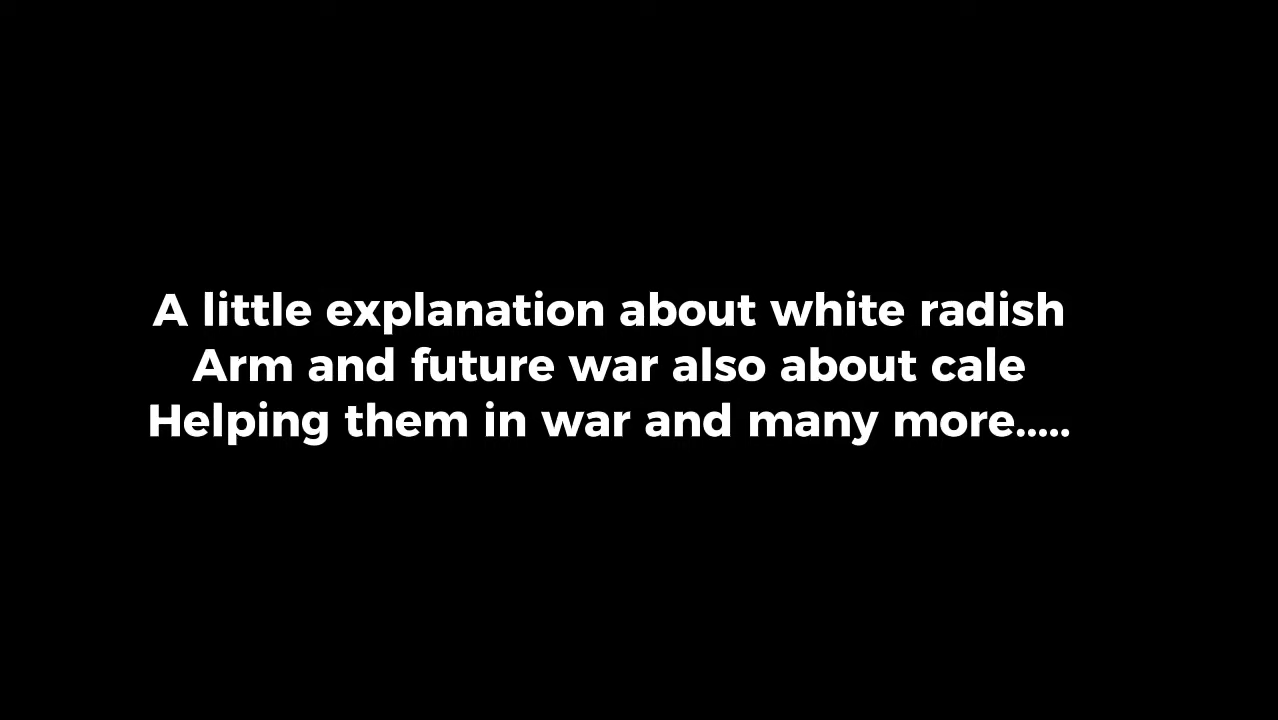 A little explanation about white radish
Arm and future war also about cale
Helping them in war and many more.....